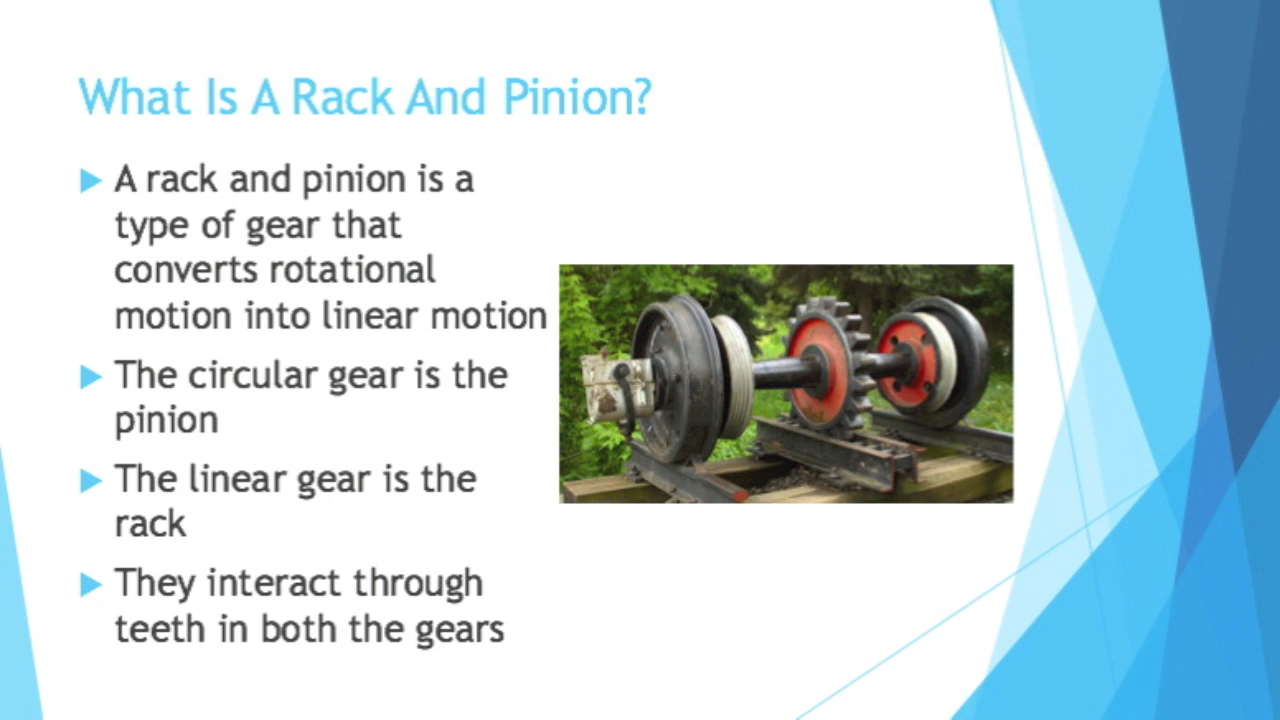 What Is A Rack And Pinion?
A rack and pinion is a
type of gear that
converts rotational
motion into linear motion
The circular gear is the
pinion
The linear gear is the
rack
They interact through
teeth in both the gears